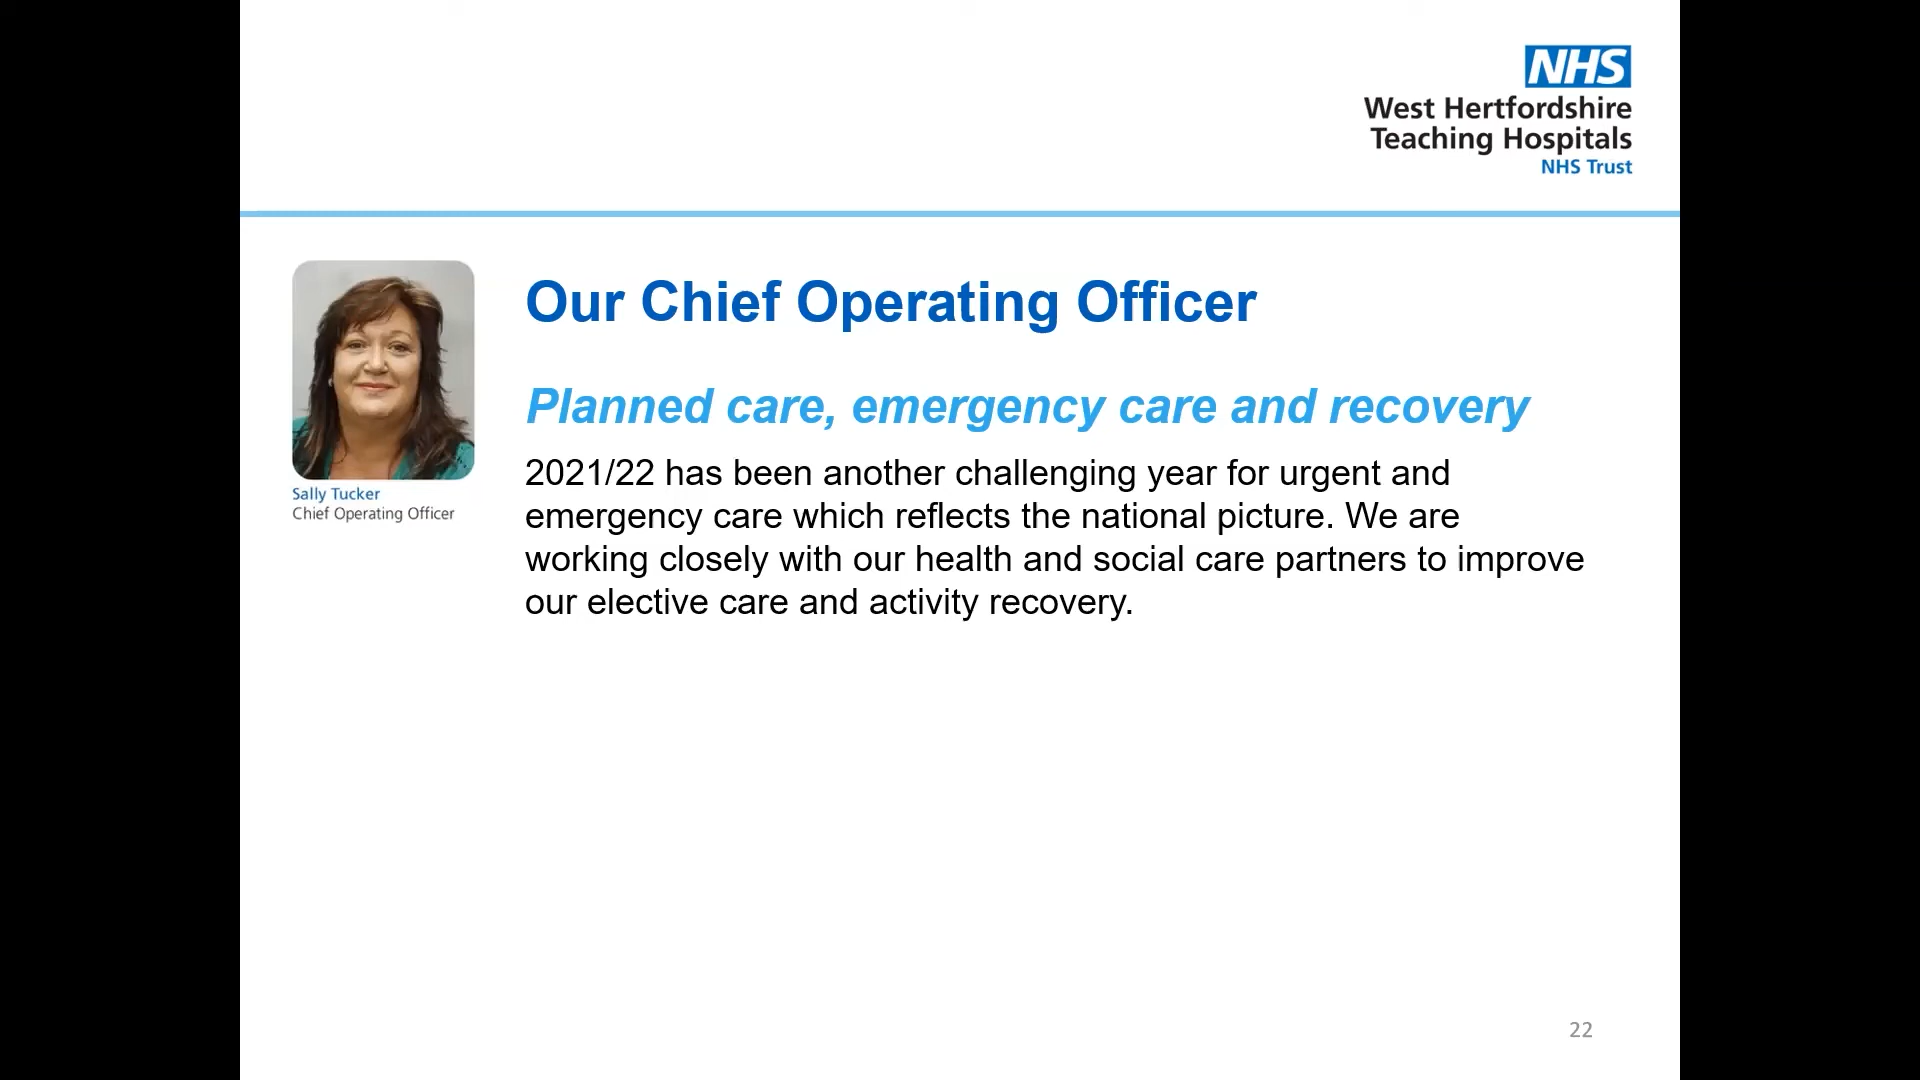 NHS
West Hertfordshire
Teaching Hospitals
NHS Trust
Our Chief Operating Officer
Planned care, emergency care and recovery
2021/22 has been another challenging year for urgent and
emergency care which reflects the national picture. We are
working closely with our health and social care partners to improve
our elective care and activity recovery.
Sally Tucker
Chief Operating Officer
22